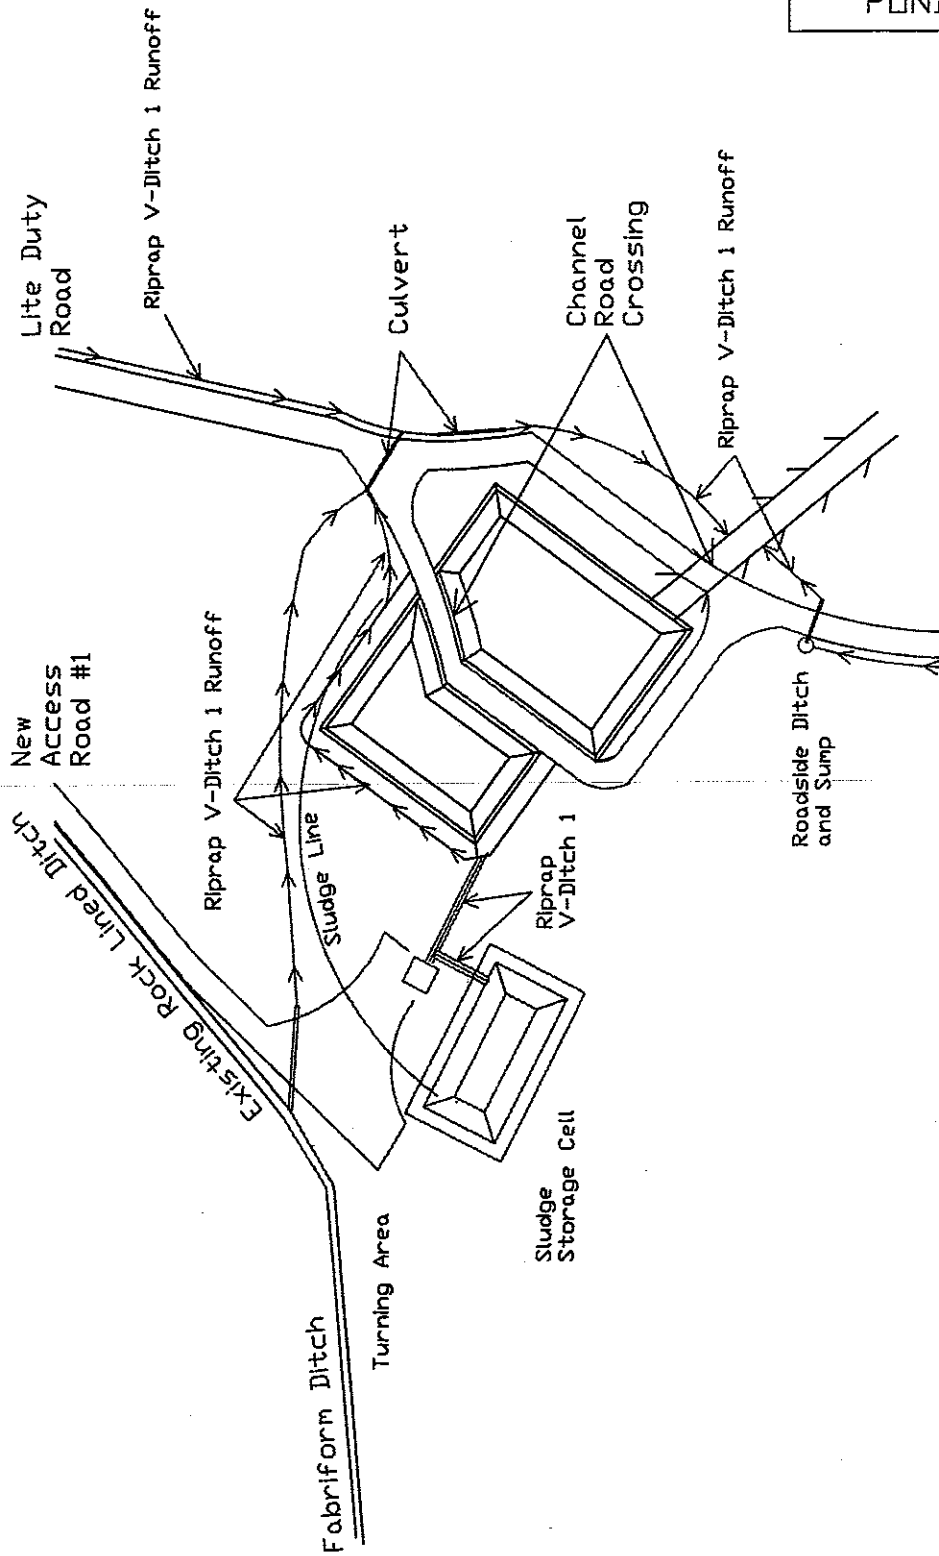 Lite Duty
Road
Riprap V-Ditch 1 Runoff
New
Access
Road #1
Existing Rock Lined Ditch
Riprap V-Ditch 1 Runoff
Culvert
Channel
Road
Crossing
Riprap V-Ditch 1 Runoff
Sludge Line
Riprap
V-Ditch 1
Roadside Ditch
and Sump
Sludge
Storage Cell
Turning Area
Fabriform Ditch